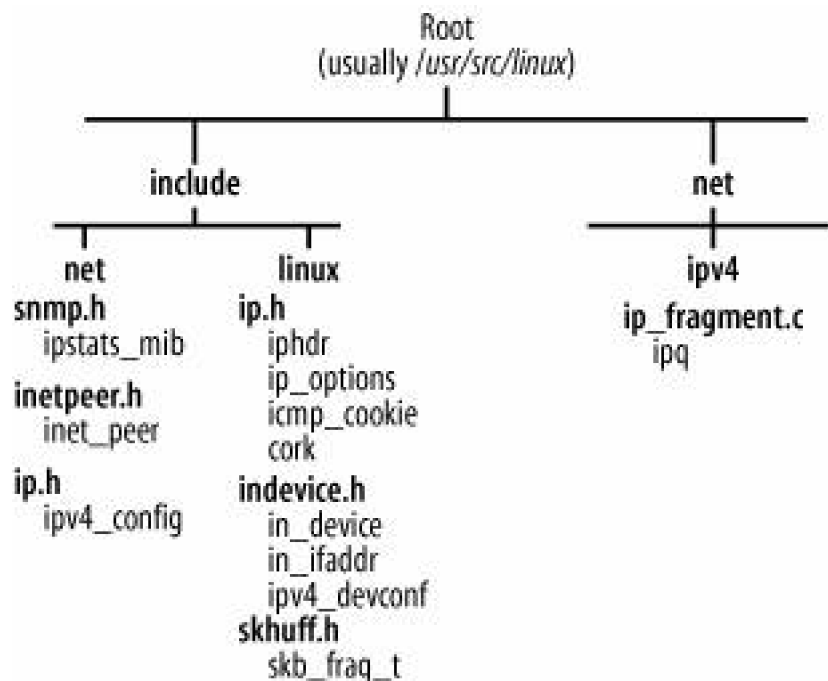 Root
(usually /usr/src/linux)
include
net
net
linux
ipv4
snmp.h
ipstats_mib
inetpeer.h
inet_peer
ip.h
ipv4_config
ip.h
iphdr
ip_options
icmp_cookie
cork
indevice.h
in_device
in_ifaddr
ipv4_devconf
skhuff.h
skb_frag_t
ip_fragment.c
ipq